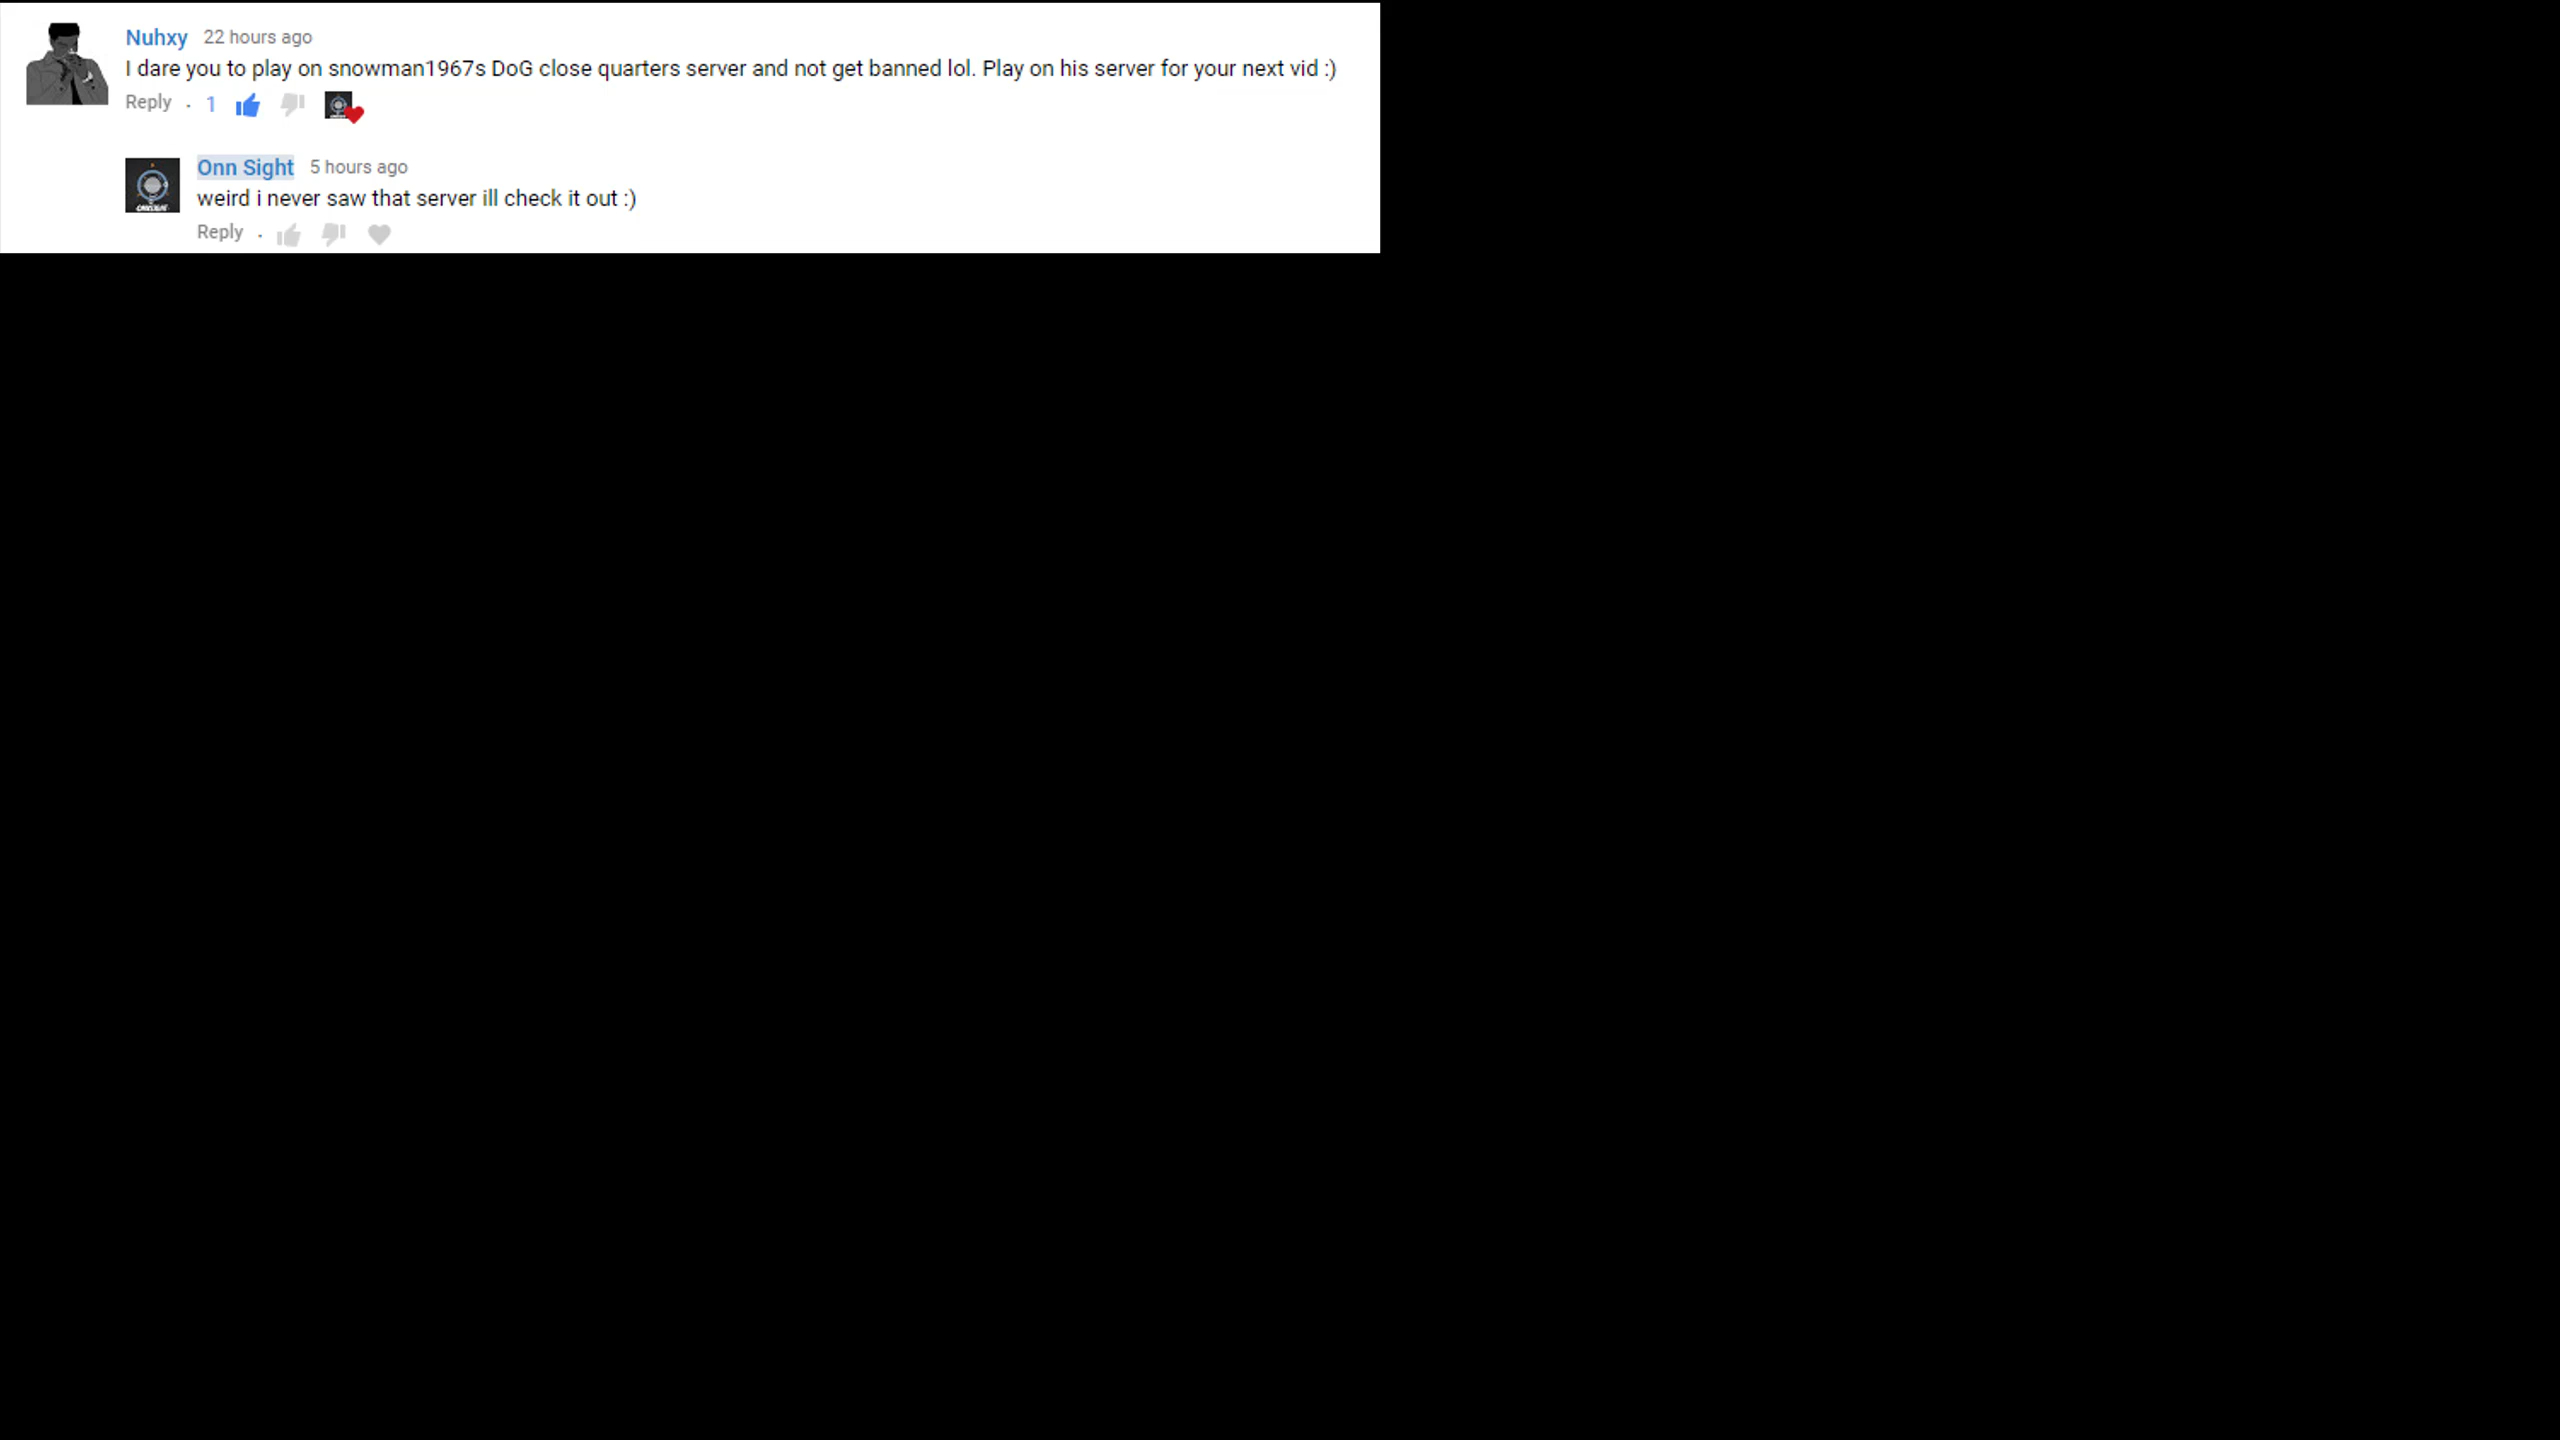 Nuhxy 22 hours ago
I dare you to play on snowman1967s DoG close quarters server and not get banned lol. Play on his server for your next vid :)
Reply . 1
Onn Sight 5 hours ago
weird i never saw that server ill check it out :)
Reply .